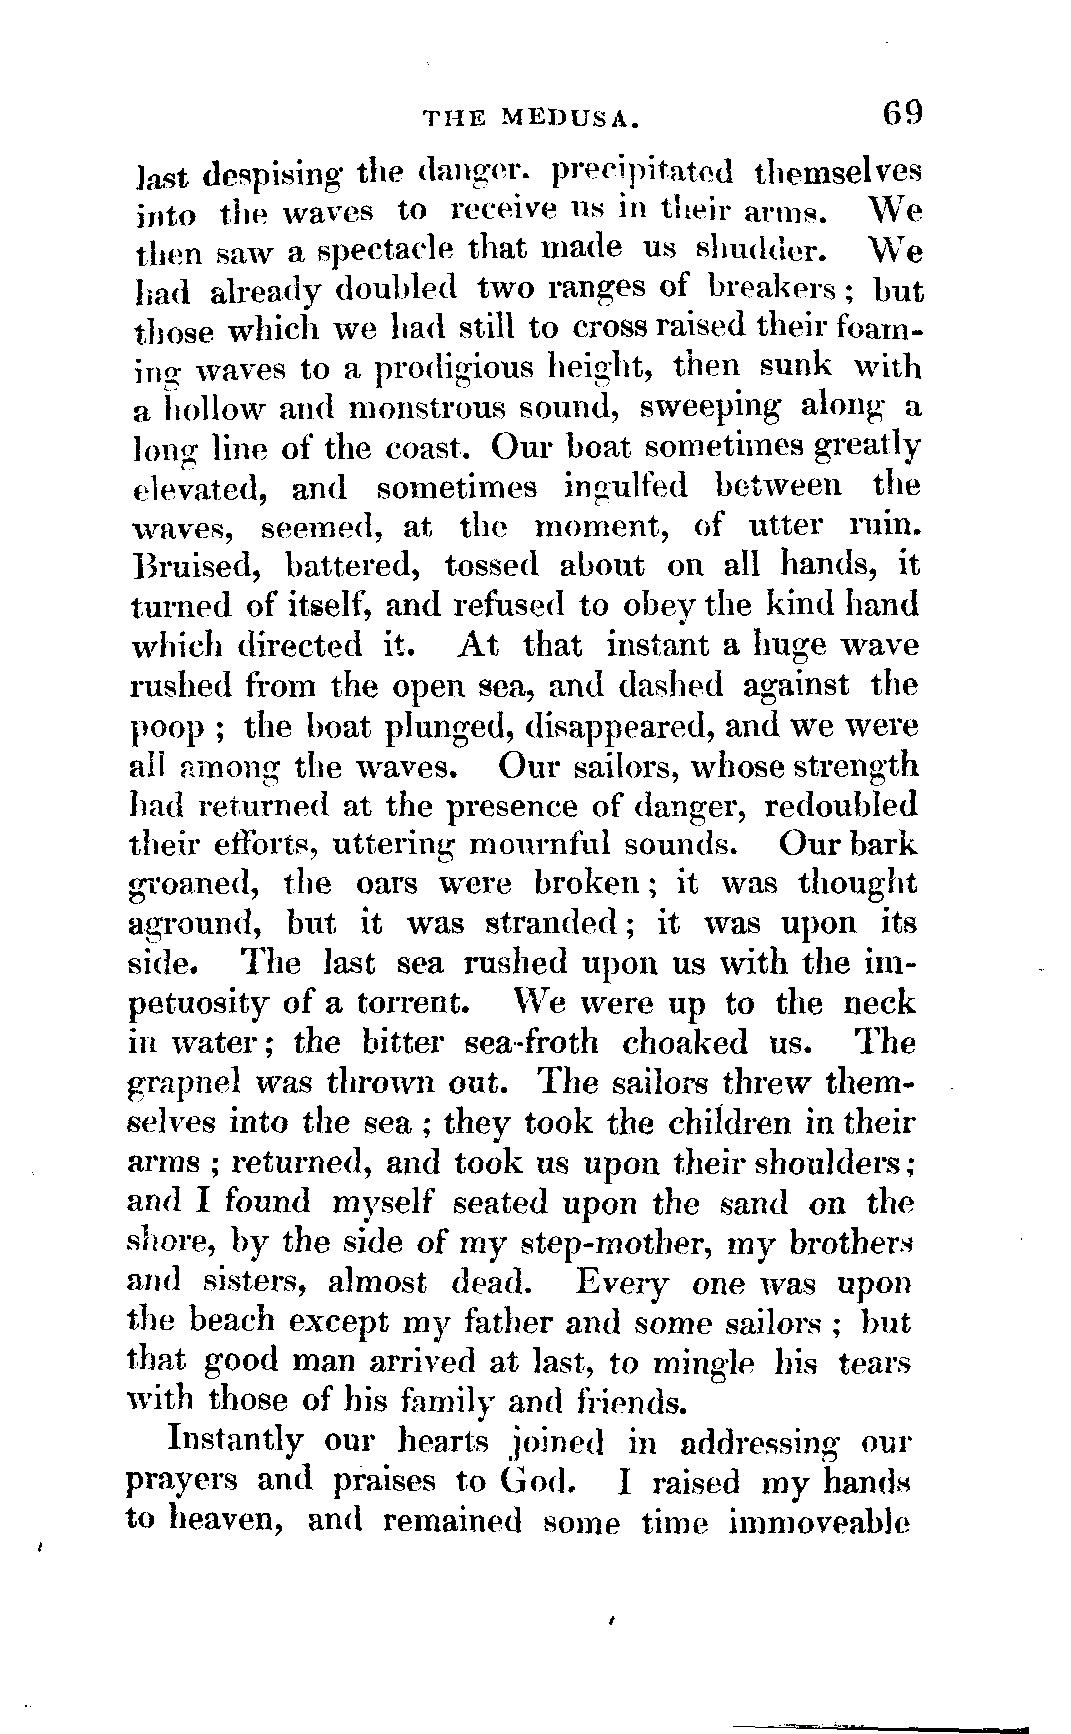 THE MEDUSA. 69
last despising the danger. precipitated themselves
into the waves to receive us in their arms. We
then saw a spectacle that made us shudder. We
had already doubled two ranges of breakers ; but
those which we had still to cross raised their foam-
ing waves to a prodigious height, then sunk with
a hollow and monstrous sound, sweeping along a
long line of the coast. Our boat sometimes greatly
elevated, and sometimes ingulfed between the
waves, seemed, at the moment, of utter ruin.
Bruised, battered, tossed about on all hands, it
turned of itself, and refused to obey the kind hand
which directed it. At that instant a huge wave
rushed from the open sea, and dashed against the
poop ; the boat plunged, disappeared, and we were
all among the waves. Our sailors, whose strength
had returned at the presence of danger, redoubled
their efforts, uttering mournful sounds. Our bark
groaned, the oars were broken ; it was thought
aground, but it was stranded ; it was upon its
side. The last sea rushed upon us with the im-
petuosity of a torrent. We were up to the neck
in water ; the bitter sea-froth choaked us. The
grapnel was thrown out. The sailors threw them-
selves into the sea ; they took the children in their
arms ; returned, and took us upon their shoulders ;
and I found myself seated upon the sand on the
shore, by the side of my step-mother, my brothers
and sisters, almost dead. Every one was upon
the beach except my father and some sailors ; but
that good man arrived at last, to mingle his tears
with those of his family and friends.
Instantly our hearts joined in addressing our
prayers and praises to God. I raised my hands
to heaven, and remained some time immoveable